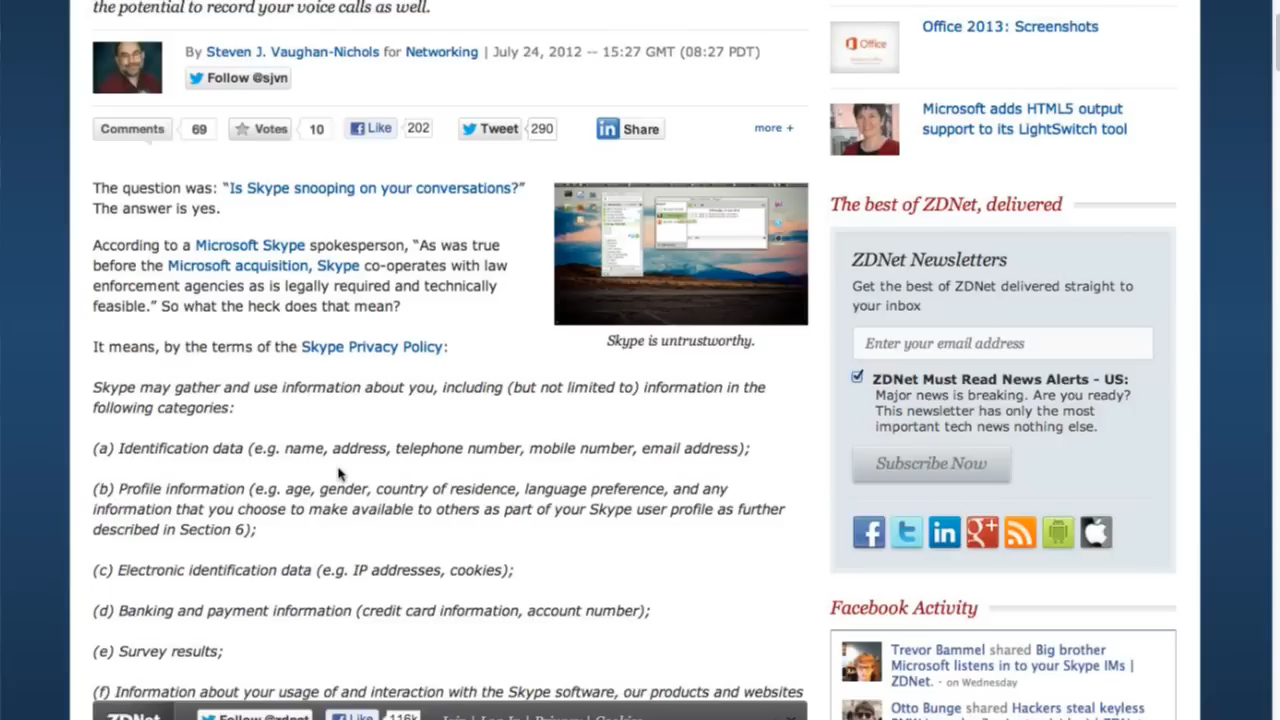 the potential to record your voice calls as well.
By Steven J. Vaughan-Nichols for Networking | July 24, 2012 -- 15:27 GMT (08:27 PDT)
Follow @sjvn
Comments 69 Votes 10 Like 202 Tweet 290 Share more +
The question was: “Is Skype snooping on your conversations?”
The answer is yes.
According to a Microsoft Skype spokesperson, “As was true
before the Microsoft acquisition, Skype co-operates with law
enforcement agencies as is legally required and technically
feasible.” So what the heck does that mean?
Skype is untrustworthy.
It means, by the terms of the Skype Privacy Policy:
Skype may gather and use information about you, including (but not limited to) information in the
following categories:
(a) Identification data (e.g. name, address, telephone number, mobile number, email address);
(b) Profile information (e.g. age, gender, country of residence, language preference, and any
information that you choose to make available to others as part of your Skype user profile as further
described in Section 6);
(c) Electronic identification data (e.g. IP addresses, cookies);
(d) Banking and payment information (credit card information, account number);
(e) Survey results;
(f) Information about your usage of and interaction with the Skype software, our products and websites
ZDNet Follow @zdnet Like 116k Join | Log In | Privacy | Cookies
Office
Office 2013: Screenshots
Microsoft adds HTML5 output
support to its LightSwitch tool
The best of ZDNet, delivered
ZDNet Newsletters
Get the best of ZDNet delivered straight to
your inbox
Enter your email address
ZDNet Must Read News Alerts - US:
Major news is breaking. Are you ready?
This newsletter has only the most
important tech news nothing else.
Subscribe Now
Facebook Activity
Trevor Bammel shared Big brother
Microsoft listens in to your Skype IMs |
ZDNet. · on Wednesday
Otto Bunge shared Hackers steal keyless